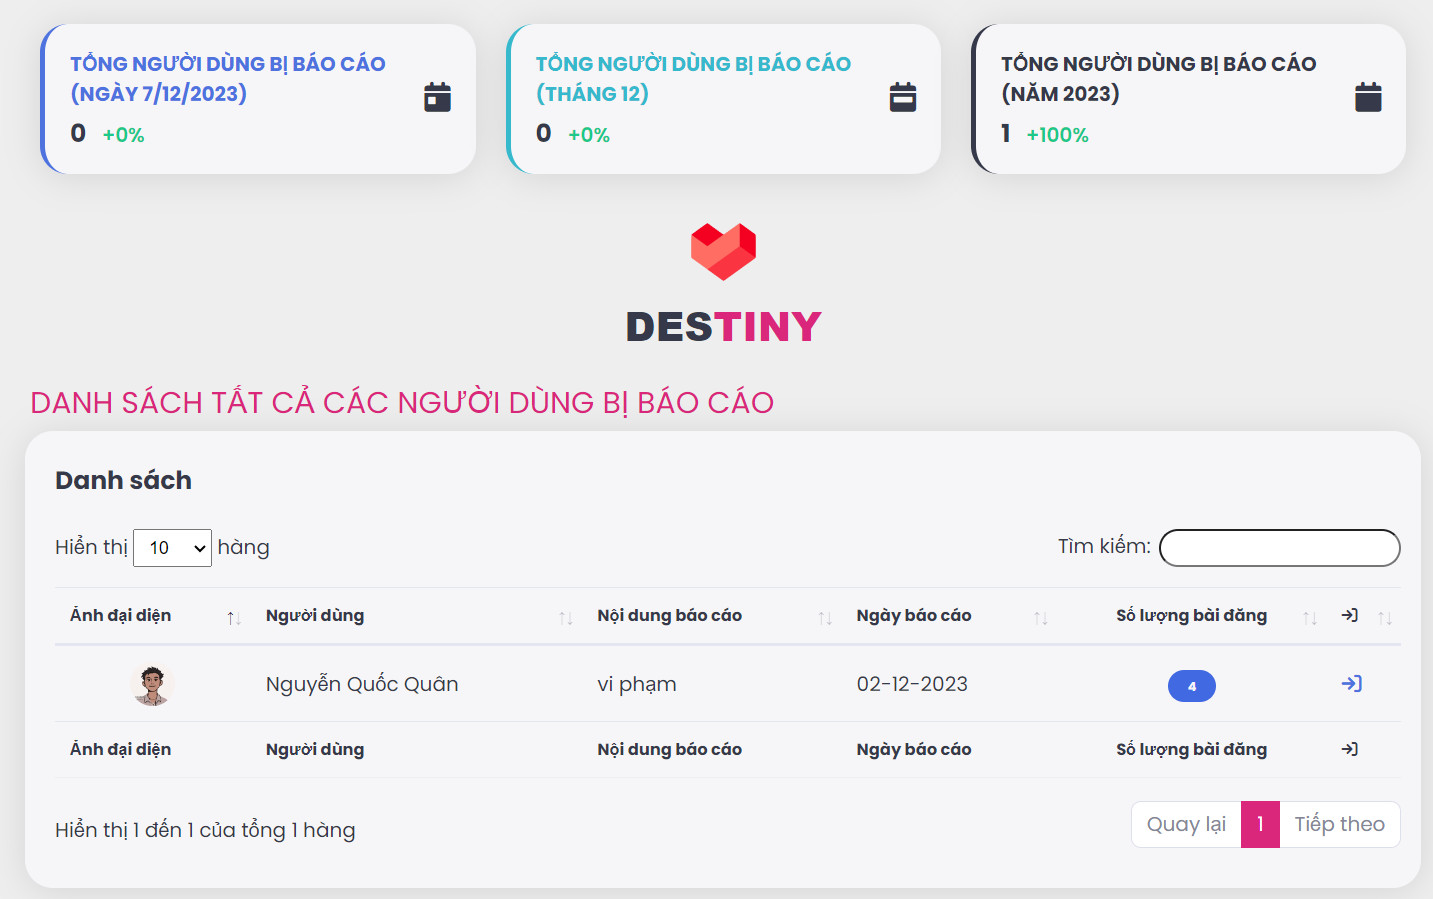 TỔNG NGƯỜI DÙNG BỊ BÁO CÁO
(NGÀY 7/12/2023)
0 +0%
TỔNG NGƯỜI DÙNG BỊ BÁO CÁO
(THÁNG 12)
0 +0%
TỔNG NGƯỜI DÙNG BỊ BÁO CÁO
(NĂM 2023)
1 +100%
DESTINY
DANH SÁCH TẤT CẢ CÁC NGƯỜI DÙNG BỊ BÁO CÁO
Danh sách
Hiển thị 10 hàng
Tìm kiếm:
Ảnh đại diện Người dùng Nội dung báo cáo Ngày báo cáo Số lượng bài đăng
Nguyễn Quốc Quân vi phạm 02-12-2023 4
Ảnh đại diện Người dùng Nội dung báo cáo Ngày báo cáo Số lượng bài đăng
Hiển thị 1 đến 1 của tổng 1 hàng
Quay lại 1 Tiếp theo